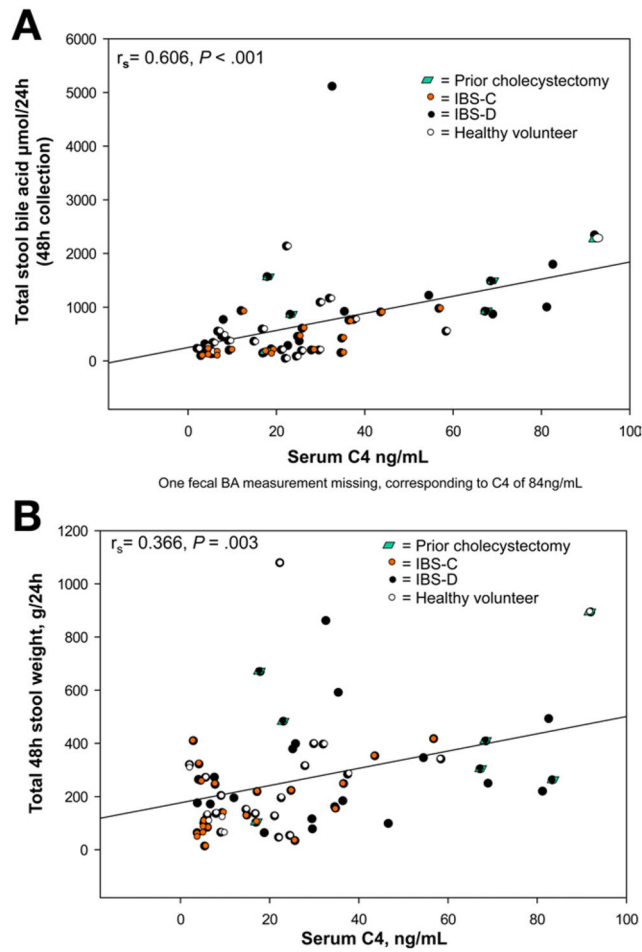 A
r_s= 0.606, P < .001
6000
5000
4000
3000
2000
1000
0
Total stool bile acid µmol/24h
(48h collection)
= Prior cholecystectomy
= IBS-C
= IBS-D
= Healthy volunteer
0 20 40 60 80 100
Serum C4 ng/mL
One fecal BA measurement missing, corresponding to C4 of 84ng/mL
B
r_s= 0.366, P = .003
1200
1000
800
600
400
200
0
Total 48h stool weight, g/24h
= Prior cholecystectomy
= IBS-C
= IBS-D
= Healthy volunteer
0 20 40 60 80 100
Serum C4, ng/mL